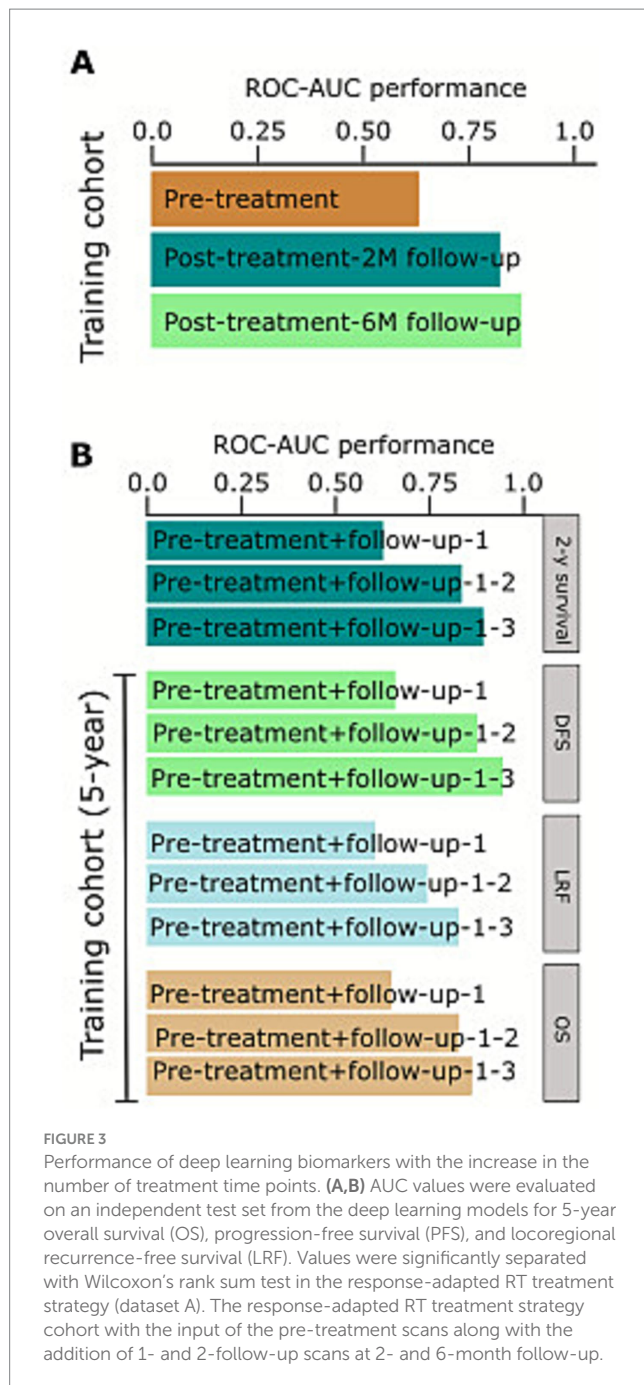 A
ROC-AUC performance
0.0 0.25 0.50 0.75 1.0
Training cohort
Pre-treatment
Post-treatment-2M follow-up
Post-treatment-6M follow-up
B
ROC-AUC performance
0.0 0.25 0.50 0.75 1.0
Pre-treatment+follow-up-1
Pre-treatment+follow-up-1-2
Pre-treatment+follow-up-1-3
2-y survival
Training cohort (5-year)
Pre-treatment+follow-up-1
Pre-treatment+follow-up-1-2
Pre-treatment+follow-up-1-3
DFS
Pre-treatment+follow-up-1
Pre-treatment+follow-up-1-2
Pre-treatment+follow-up-1-3
LRF
Pre-treatment+follow-up-1
Pre-treatment+follow-up-1-2
Pre-treatment+follow-up-1-3
OS
FIGURE 3
Performance of deep learning biomarkers with the increase in the
number of treatment time points. (A,B) AUC values were evaluated
on an independent test set from the deep learning models for 5-year
overall survival (OS), progression-free survival (PFS), and locoregional
recurrence-free survival (LRF). Values were significantly separated
with Wilcoxon's rank sum test in the response-adapted RT treatment
strategy (dataset A). The response-adapted RT treatment strategy
cohort with the input of the pre-treatment scans along with the
addition of 1- and 2-follow-up scans at 2- and 6-month follow-up.